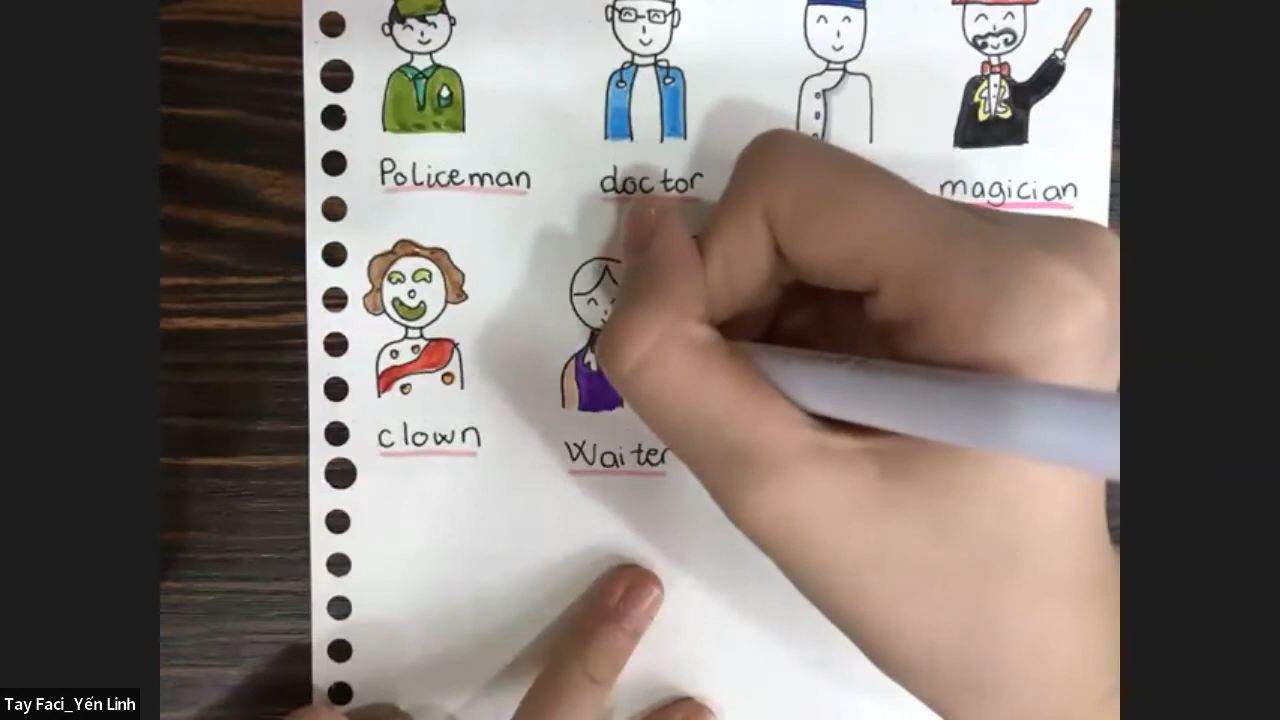 Policeman
doctor
magician
clown
Waiter
Tay Faci_Yến Linh